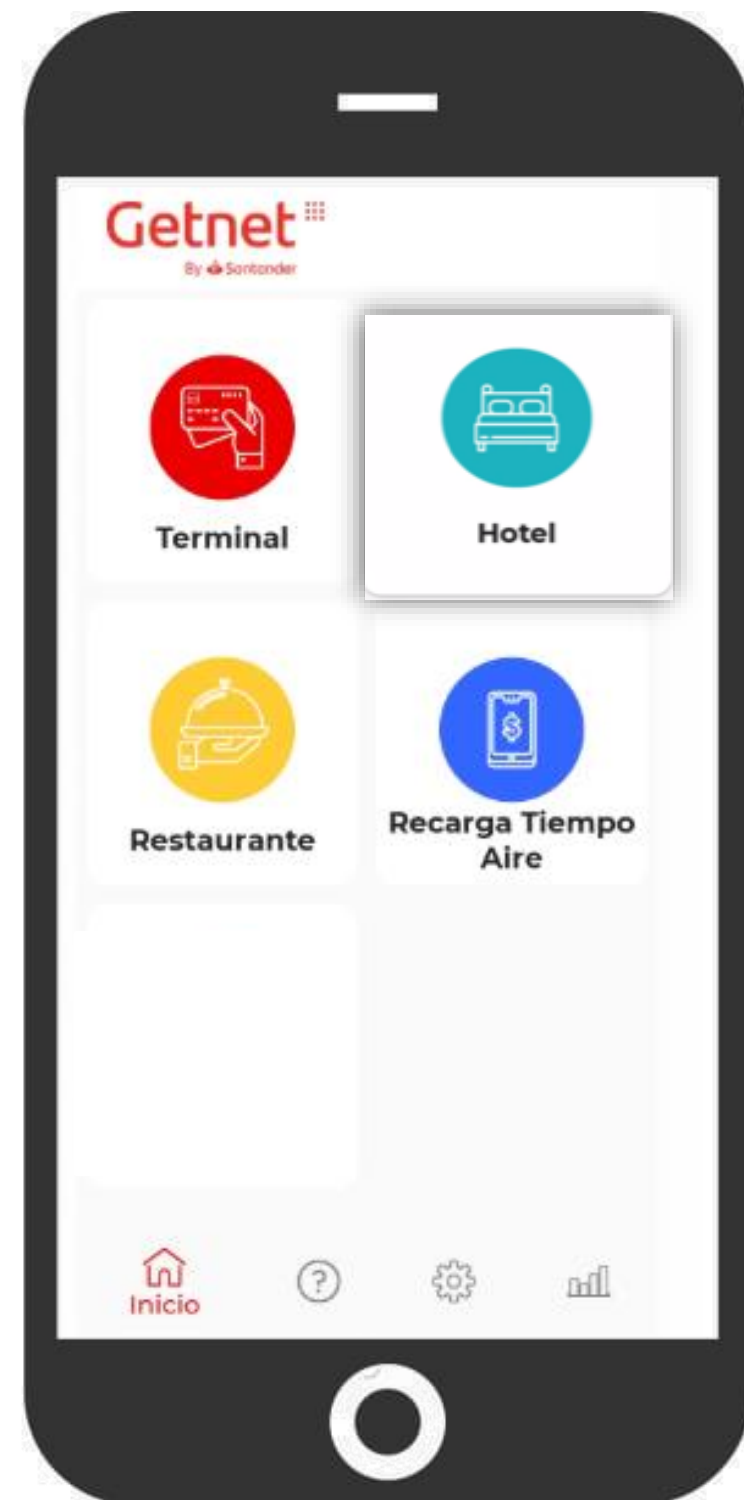 Getnet
By Santander
Terminal
Hotel
Restaurante
Recarga Tiempo
Aire
Inicio